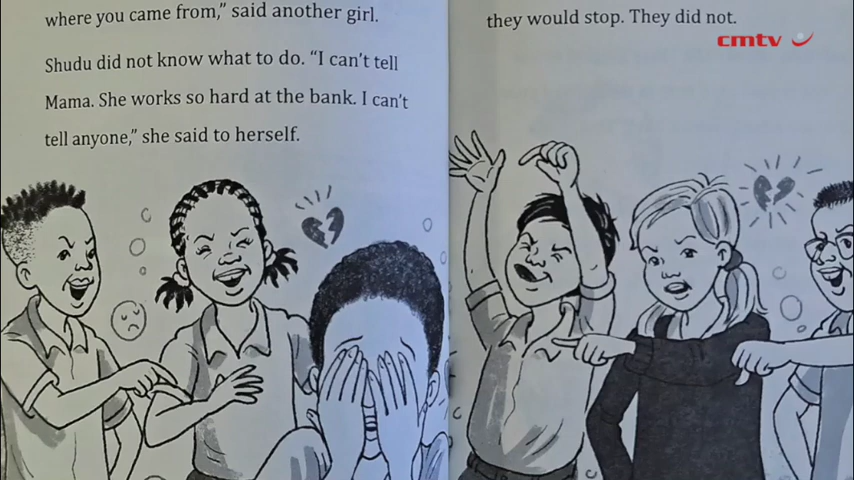 where you came from,” said another girl.
Shudu did not know what to do. “I can’t tell
Mama. She works so hard at the bank. I can’t
tell anyone,” she said to herself.
they would stop. They did not.
cmtv